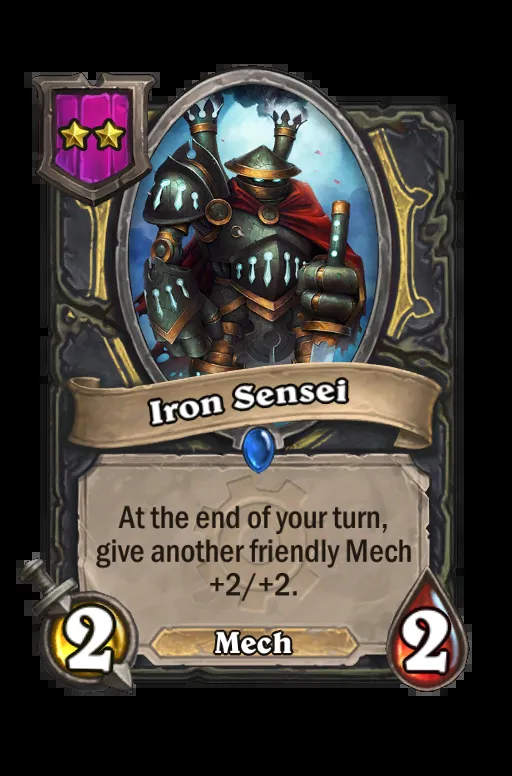 Iron Sensei
At the end of your turn,
give another friendly Mech
+2/+2.
2
Mech
2